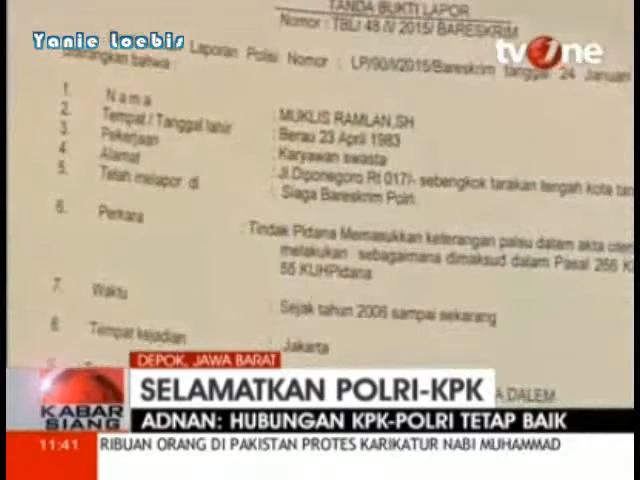 Yanie Loebis
TANDA BUKTI LAPOR
Nomor : TBL/ 48 /I/ 2015/ BARESKRIM
Laporan Polisi Nomor : LP/90/I/2015/Bareskrim tanggal 24 Januari
bahwa :
tvOne
1. Nama : MUKLIS RAMLAN,SH
2. Tempat / Tanggal lahir : Berau 23 April 1983
3. Pekerjaan : Karyawan swasta
4. Alamat : Jl.Diponegoro Rt 017/- sebengkok tarakan tengah kota
5. Telah melapor di : Siaga Bareskrim Polri
6. Perkara : Tindak Pidana Memasukkan keterangan palsu dalam akta
melakukan sebagaimana dimaksud dalam Pasal 266
55 KUHPidana
7. Waktu : Sejak tahun 2006 sampai sekarang
8. Tempat kejadian : Jakarta
DALEM
DEPOK, JAWA BARAT
SELAMATKAN POLRI-KPK
KABAR SIANG
ADNAN: HUBUNGAN KPK-POLRI TETAP BAIK
11:41 RIBUAN ORANG DI PAKISTAN PROTES KARIKATUR NABI MUHAMMAD